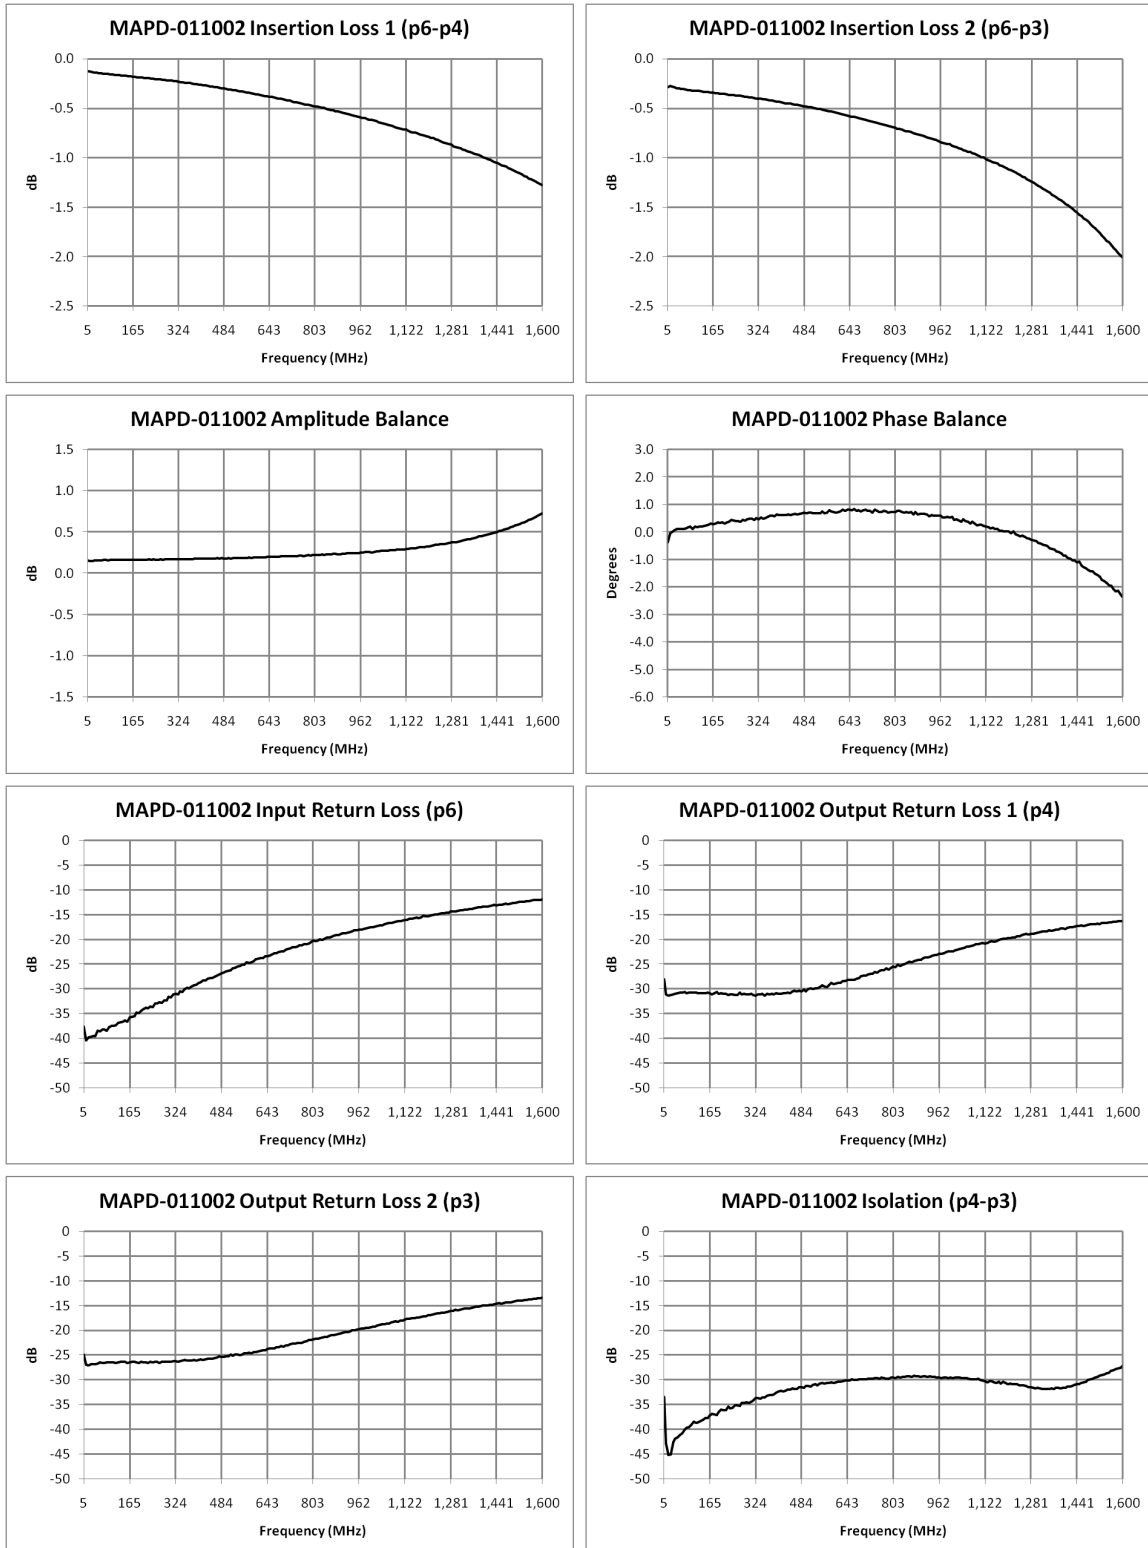 MAPD-011002 Insertion Loss 1 (p6-p4)
0.0
-0.5
-1.0
-1.5
-2.0
-2.5
dB
5 165 324 484 643 803 962 1,122 1,281 1,441 1,600
Frequency (MHz)
MAPD-011002 Insertion Loss 2 (p6-p3)
0.0
-0.5
-1.0
-1.5
-2.0
-2.5
dB
5 165 324 484 643 803 962 1,122 1,281 1,441 1,600
Frequency (MHz)
MAPD-011002 Amplitude Balance
1.5
1.0
0.5
0.0
-0.5
-1.0
-1.5
dB
5 165 324 484 643 803 962 1,122 1,281 1,441 1,600
Frequency (MHz)
MAPD-011002 Phase Balance
3.0
2.0
1.0
0.0
-1.0
-2.0
-3.0
-4.0
-5.0
-6.0
Degrees
5 165 324 484 643 803 962 1,122 1,281 1,441 1,600
Frequency (MHz)
MAPD-011002 Input Return Loss (p6)
0
-5
-10
-15
-20
-25
-30
-35
-40
-45
-50
dB
5 165 324 484 643 803 962 1,122 1,281 1,441 1,600
Frequency (MHz)
MAPD-011002 Output Return Loss 1 (p4)
0
-5
-10
-15
-20
-25
-30
-35
-40
-45
-50
dB
5 165 324 484 643 803 962 1,122 1,281 1,441 1,600
Frequency (MHz)
MAPD-011002 Output Return Loss 2 (p3)
0
-5
-10
-15
-20
-25
-30
-35
-40
-45
-50
dB
5 165 324 484 643 803 962 1,122 1,281 1,441 1,600
Frequency (MHz)
MAPD-011002 Isolation (p4-p3)
0
-5
-10
-15
-20
-25
-30
-35
-40
-45
-50
dB
5 165 324 484 643 803 962 1,122 1,281 1,441 1,600
Frequency (MHz)